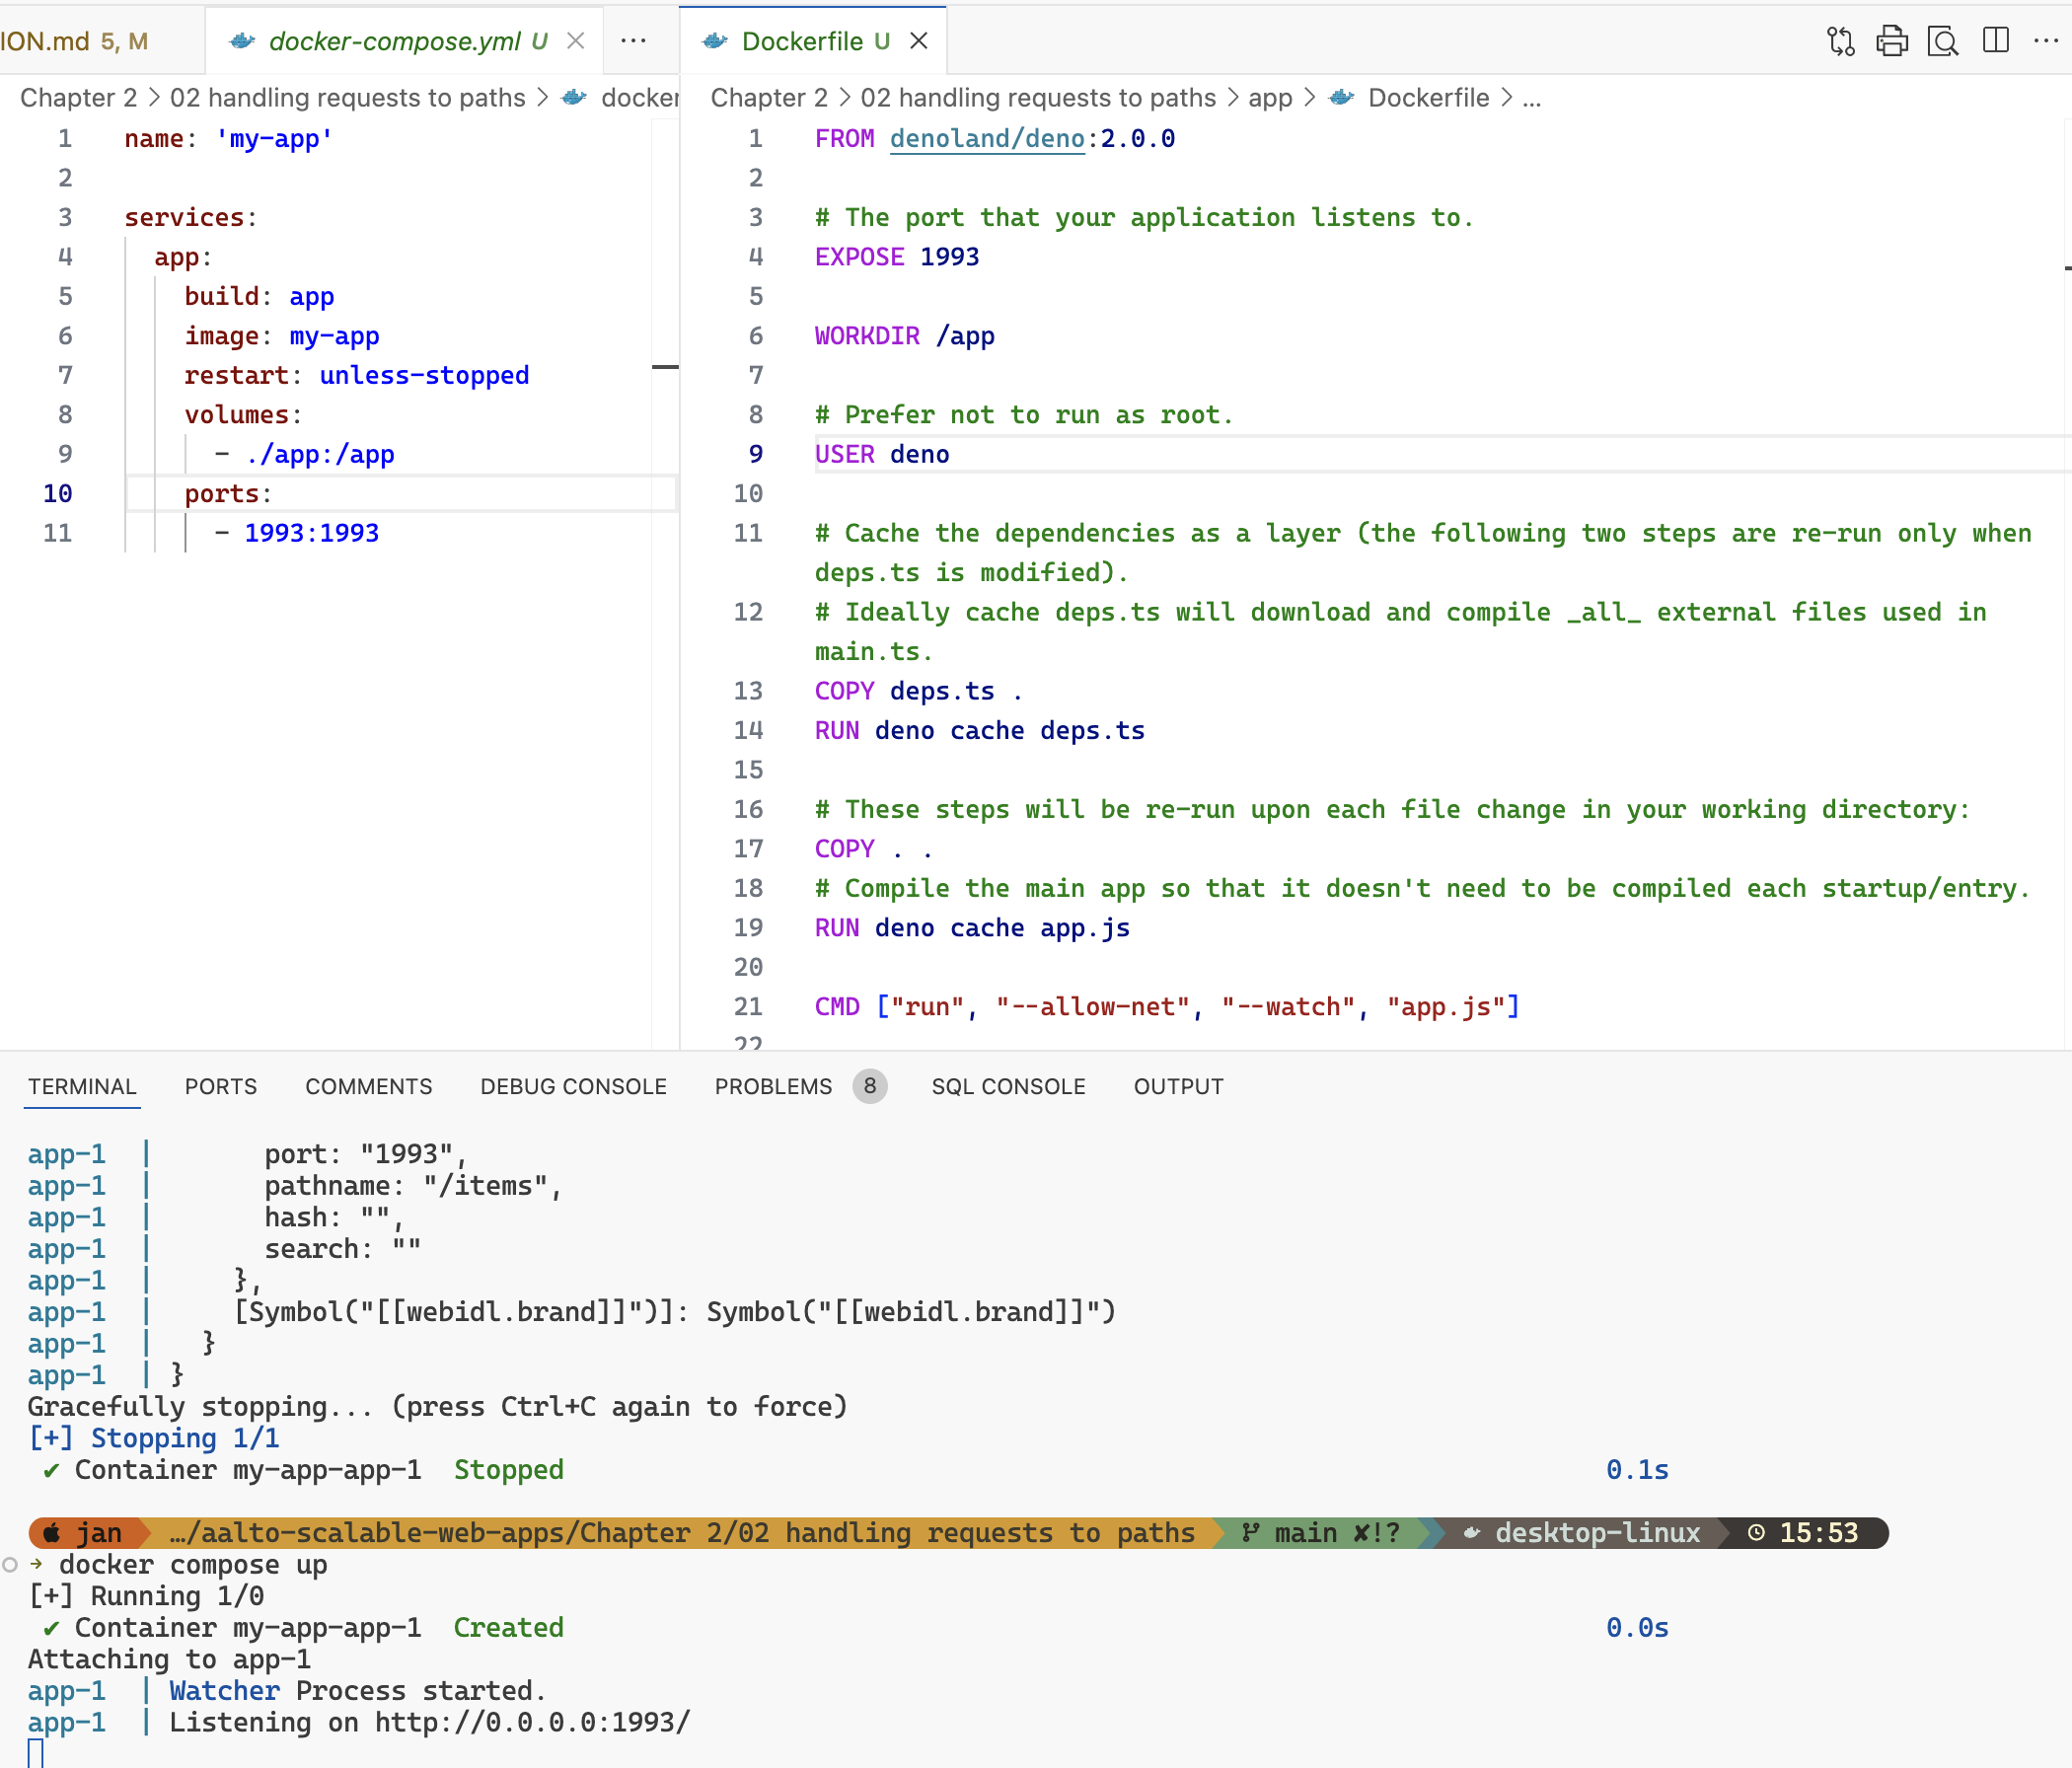 ION.md 5, M
docker-compose.yml U
Dockerfile U
Chapter 2 > 02 handling requests to paths > docker
Chapter 2 > 02 handling requests to paths > app > Dockerfile > ...
1 name: 'my-app'
2
3 services:
4 app:
5 build: app
6 image: my-app
7 restart: unless-stopped
8 volumes:
9 - ./app:/app
10 ports:
11 - 1993:1993
1 FROM denoland/deno:2.0.0
2
3 # The port that your application listens to.
4 EXPOSE 1993
5
6 WORKDIR /app
7
8 # Prefer not to run as root.
9 USER deno
10
11 # Cache the dependencies as a layer (the following two steps are re-run only when
deps.ts is modified).
12 # Ideally cache deps.ts will download and compile _all_ external files used in
main.ts.
13 COPY deps.ts .
14 RUN deno cache deps.ts
15
16 # These steps will be re-run upon each file change in your working directory:
17 COPY . .
18 # Compile the main app so that it doesn't need to be compiled each startup/entry.
19 RUN deno cache app.js
20
21 CMD ["run", "--allow-net", "--watch", "app.js"]
22
TERMINAL PORTS COMMENTS DEBUG CONSOLE PROBLEMS 8 SQL CONSOLE OUTPUT
app-1 | port: "1993",
app-1 | pathname: "/items",
app-1 | hash: "",
app-1 | search: ""
app-1 | },
app-1 | [Symbol("[[webidl.brand]]")]: Symbol("[[webidl.brand]]")
app-1 | }
app-1 | }
Gracefully stopping... (press Ctrl+C again to force)
[+] Stopping 1/1
✔ Container my-app-app-1 Stopped 0.1s
jan …/aalto-scalable-web-apps/Chapter 2/02 handling requests to paths main ✘!? desktop-linux 15:53
→ docker compose up
[+] Running 1/0
✔ Container my-app-app-1 Created 0.0s
Attaching to app-1
app-1 | Watcher Process started.
app-1 | Listening on http://0.0.0.0:1993/